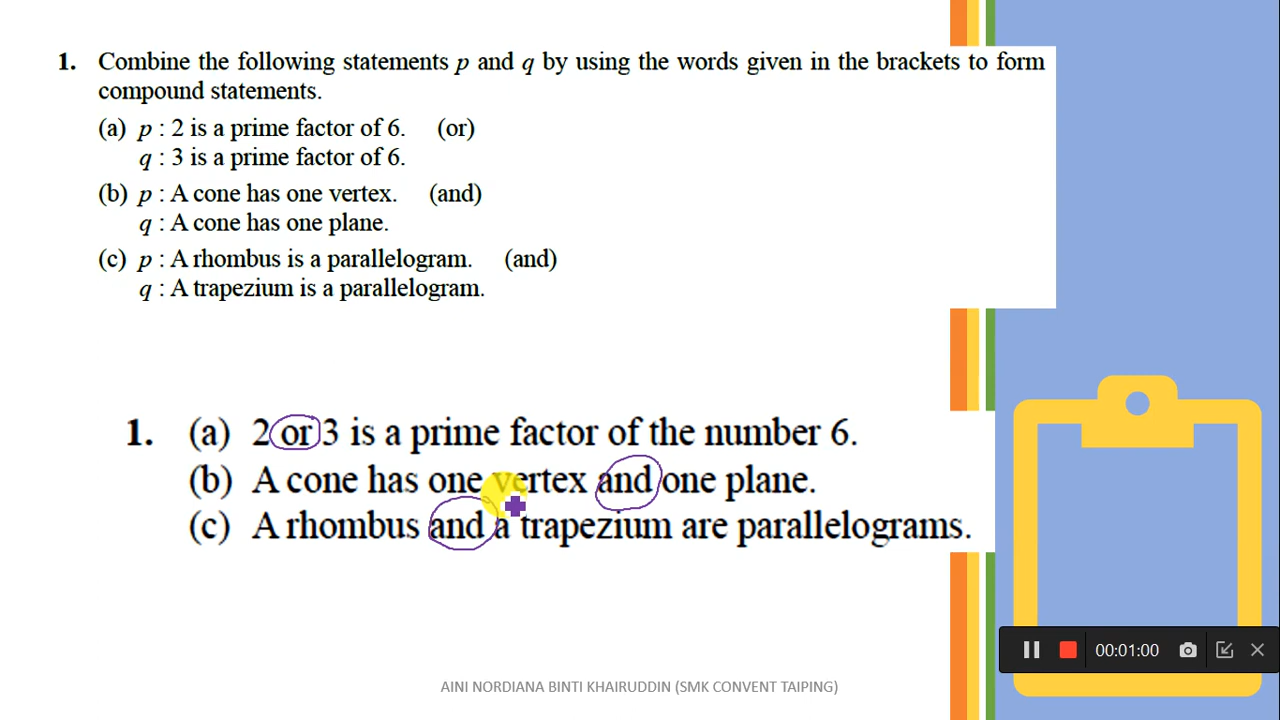 1. Combine the following statements p and q by using the words given in the brackets to form
compound statements.
(a) p : 2 is a prime factor of 6. (or)
q : 3 is a prime factor of 6.
(b) p : A cone has one vertex. (and)
q : A cone has one plane.
(c) p : A rhombus is a parallelogram. (and)
q : A trapezium is a parallelogram.
1. (a) 2 or 3 is a prime factor of the number 6.
(b) A cone has one vertex and one plane.
(c) A rhombus and a trapezium are parallelograms.
00:01:00
AINI NORDIANA BINTI KHAIRUDDIN (SMK CONVENT TAIPING)